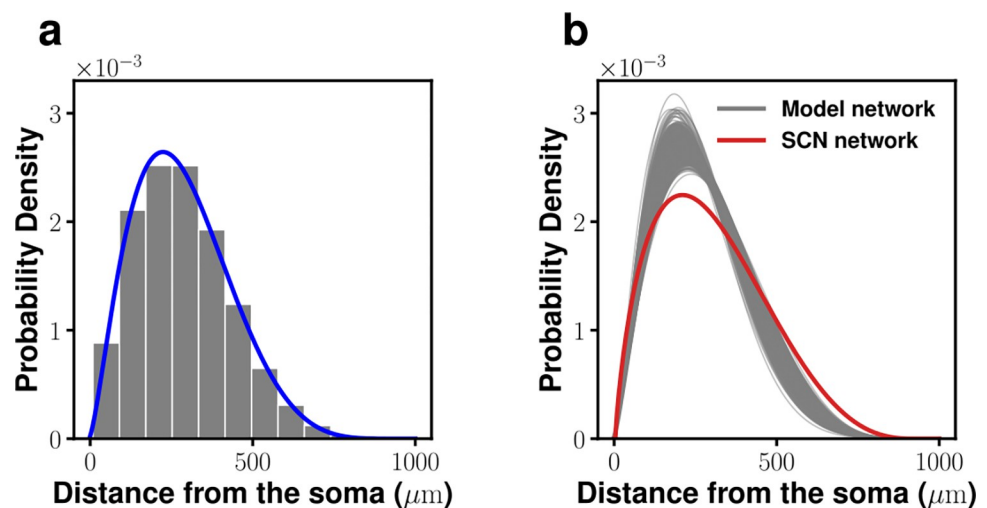 a
×10⁻³
3
2
1
0
Probability Density
0 500 1000
Distance from the soma (μm)
b
×10⁻³
3
2
1
0
Probability Density
Model network
SCN network
0 500 1000
Distance from the soma (μm)